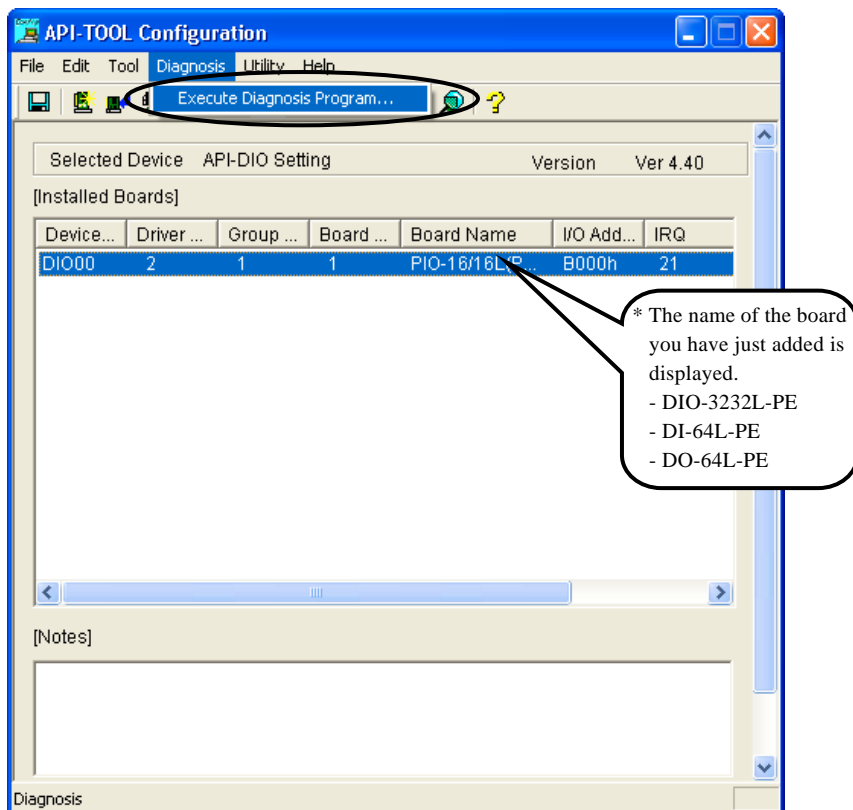 API-TOOL Configuration
File Edit Tool Diagnosis Utility Help
Execute Diagnosis Program...
Selected Device API-DIO Setting Version Ver 4.40
[Installed Boards]
Device... Driver ... Group ... Board ... Board Name I/O Add... IRQ
DIO00 2 1 1 PIO-16/16L(P... B000h 21
* The name of the board
you have just added is
displayed.
- DIO-3232L-PE
- DI-64L-PE
- DO-64L-PE
[Notes]
Diagnosis